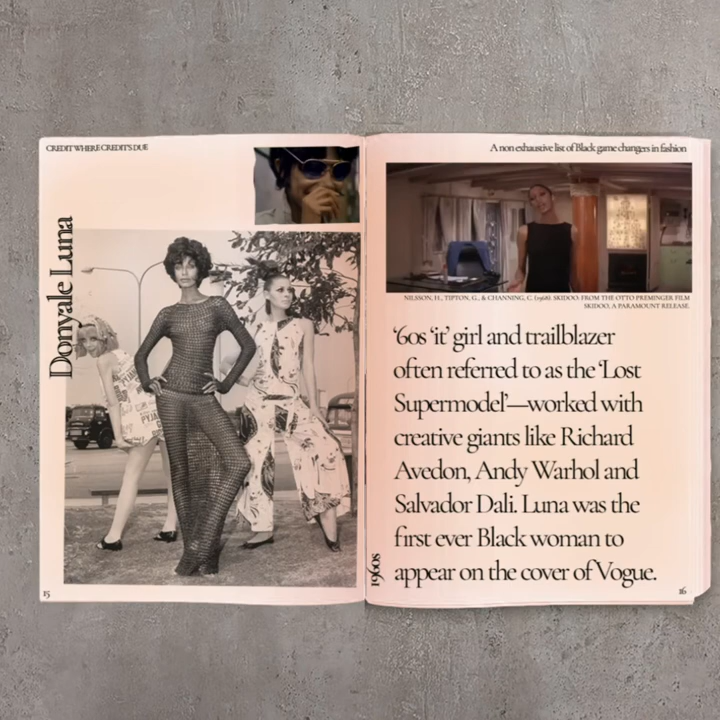 CREDIT WHERE CREDIT'S DUE
Donyale Luna
15
A non exhaustive list of Black game changers in fashion
NILSSON, H., TIPTON, G., & CHANNING, C. (1968). SKIDOO: FROM THE OTTO PREMINGER FILM
SKIDOO, A PARAMOUNT RELEASE.
'60s 'it' girl and trailblazer
often referred to as the 'Lost
Supermodel'—worked with
creative giants like Richard
Avedon, Andy Warhol and
Salvador Dali. Luna was the
first ever Black woman to
appear on the cover of Vogue.
1960s
16